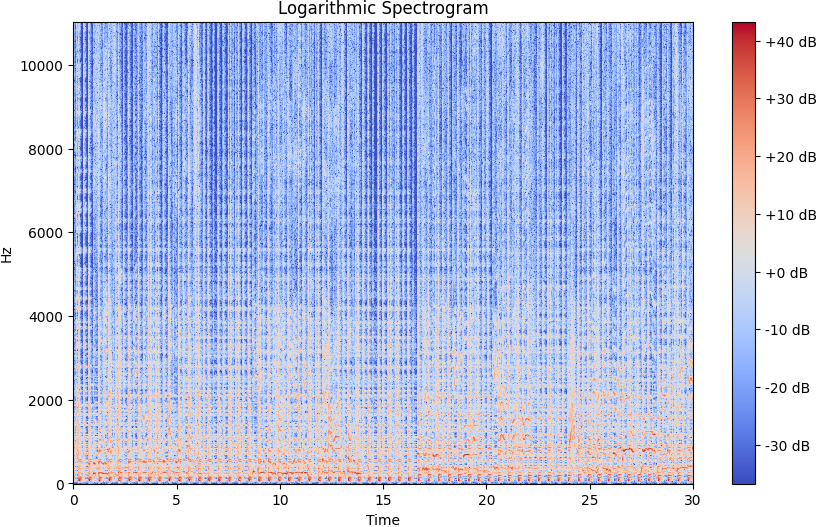 Logarithmic Spectrogram
Hz
10000
8000
6000
4000
2000
0
0 5 10 15 20 25 30
Time
+40 dB
+30 dB
+20 dB
+10 dB
+0 dB
-10 dB
-20 dB
-30 dB